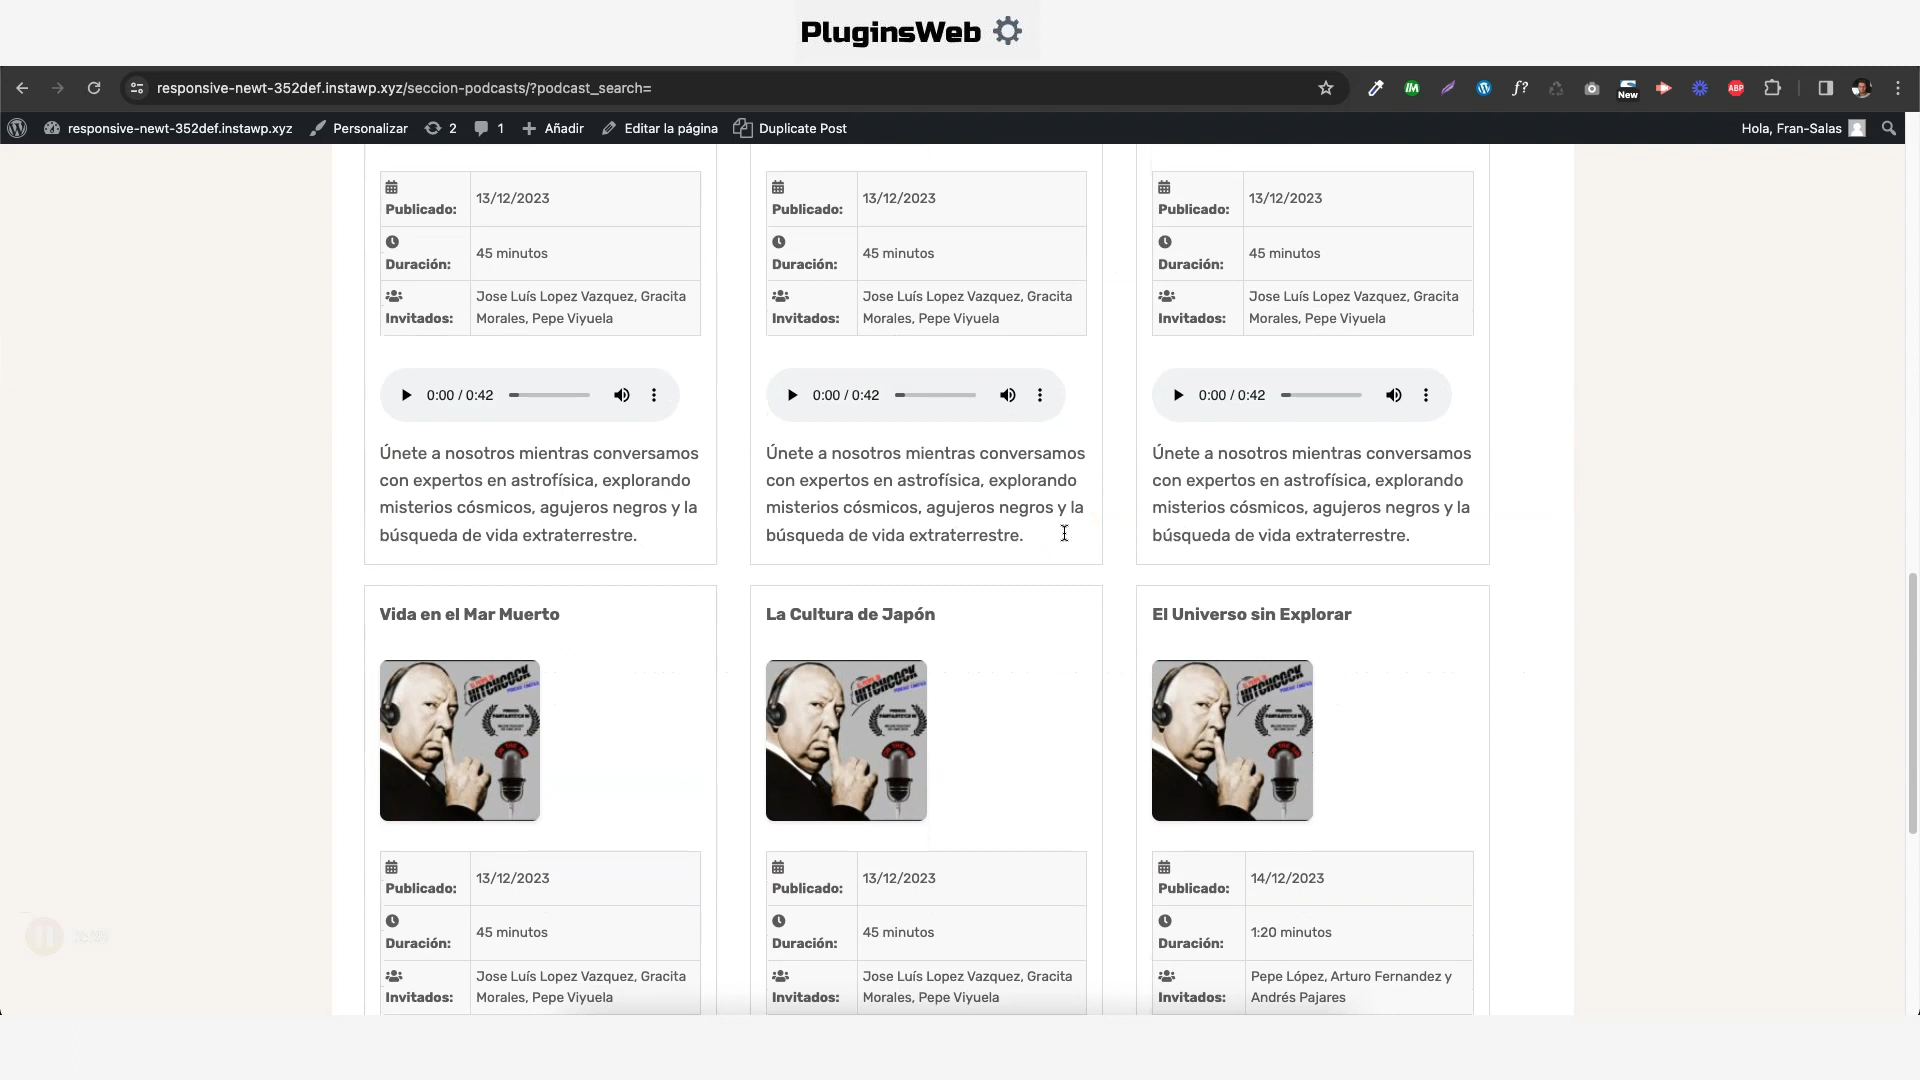 PluginsWeb
responsive-newt-352def.instawp.xyz/seccion-podcasts/?podcast_search=
New
ABP
responsive-newt-352def.instawp.xyz
Personalizar
2
1
Añadir
Editar la página
Duplicate Post
Hola, Fran-Salas
Publicado:
13/12/2023
Duración:
45 minutos
Invitados:
Jose Luís Lopez Vazquez, Gracita
Morales, Pepe Viyuela
0:00 / 0:42
Únete a nosotros mientras conversamos
con expertos en astrofísica, explorando
misterios cósmicos, agujeros negros y la
búsqueda de vida extraterrestre.
Publicado:
13/12/2023
Duración:
45 minutos
Invitados:
Jose Luís Lopez Vazquez, Gracita
Morales, Pepe Viyuela
0:00 / 0:42
Únete a nosotros mientras conversamos
con expertos en astrofísica, explorando
misterios cósmicos, agujeros negros y la
búsqueda de vida extraterrestre.
Publicado:
13/12/2023
Duración:
45 minutos
Invitados:
Jose Luís Lopez Vazquez, Gracita
Morales, Pepe Viyuela
0:00 / 0:42
Únete a nosotros mientras conversamos
con expertos en astrofísica, explorando
misterios cósmicos, agujeros negros y la
búsqueda de vida extraterrestre.
Vida en el Mar Muerto
HITCHCOCK
Publicado:
13/12/2023
Duración:
45 minutos
Invitados:
Jose Luís Lopez Vazquez, Gracita
Morales, Pepe Viyuela
La Cultura de Japón
HITCHCOCK
Publicado:
13/12/2023
Duración:
45 minutos
Invitados:
Jose Luís Lopez Vazquez, Gracita
Morales, Pepe Viyuela
El Universo sin Explorar
HITCHCOCK
Publicado:
14/12/2023
Duración:
1:20 minutos
Invitados:
Pepe López, Arturo Fernandez y
Andrés Pajares